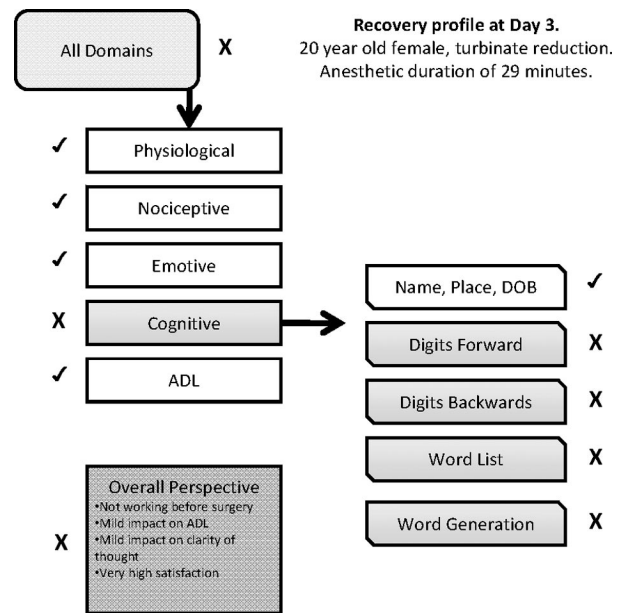 All Domains X
Recovery profile at Day 3.
20 year old female, turbinate reduction.
Anesthetic duration of 29 minutes.
✓ Physiological
✓ Nociceptive
✓ Emotive
X Cognitive
✓ ADL
Name, Place, DOB ✓
Digits Forward X
Digits Backwards X
Word List X
Word Generation X
X
Overall Perspective
•Not working before surgery
•Mild impact on ADL
•Mild impact on clarity of
thought
•Very high satisfaction